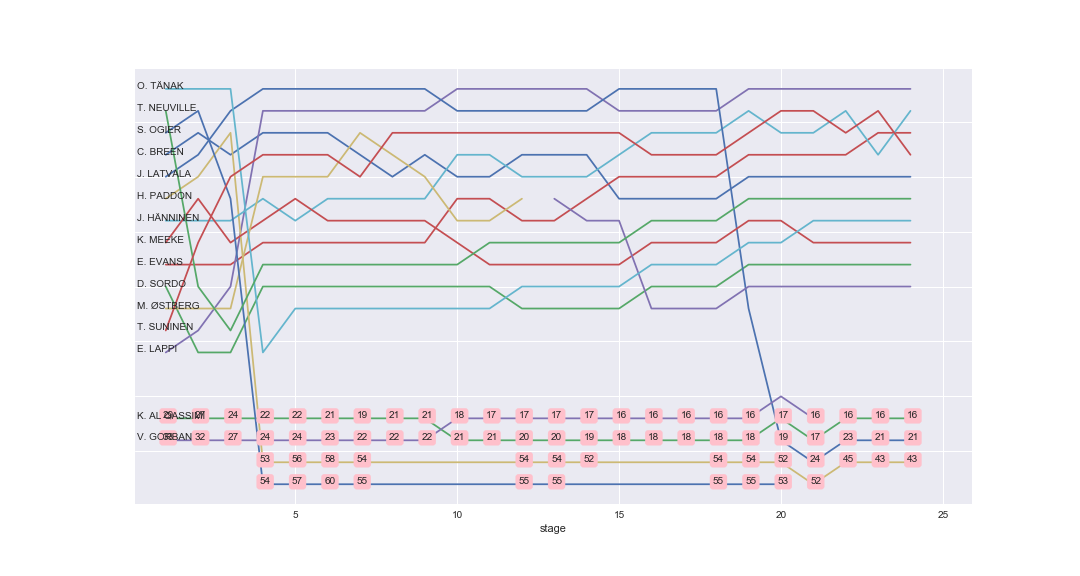 O. TÄNAK
T. NEUVILLE
S. OGIER
C. BREEN
J. LATVALA
H. PADDON
J. HÄNNINEN
K. MEEKE
E. EVANS
D. SORDO
M. ØSTBERG
T. SUNINEN
E. LAPPI
K. AL QASSIMI 24 22 22 21 19 21 21 18 17 17 17 17 16 16 16 16 16 17 16 16 16 16
V. GORBAN 32 27 24 24 23 22 22 22 21 21 20 20 19 18 18 18 18 18 19 17 23 21 21
53 56 58 54 54 54 52 54 54 52 24 45 43 43
54 57 60 55 55 55 55 55 53 52
5 10 15 20 25
stage